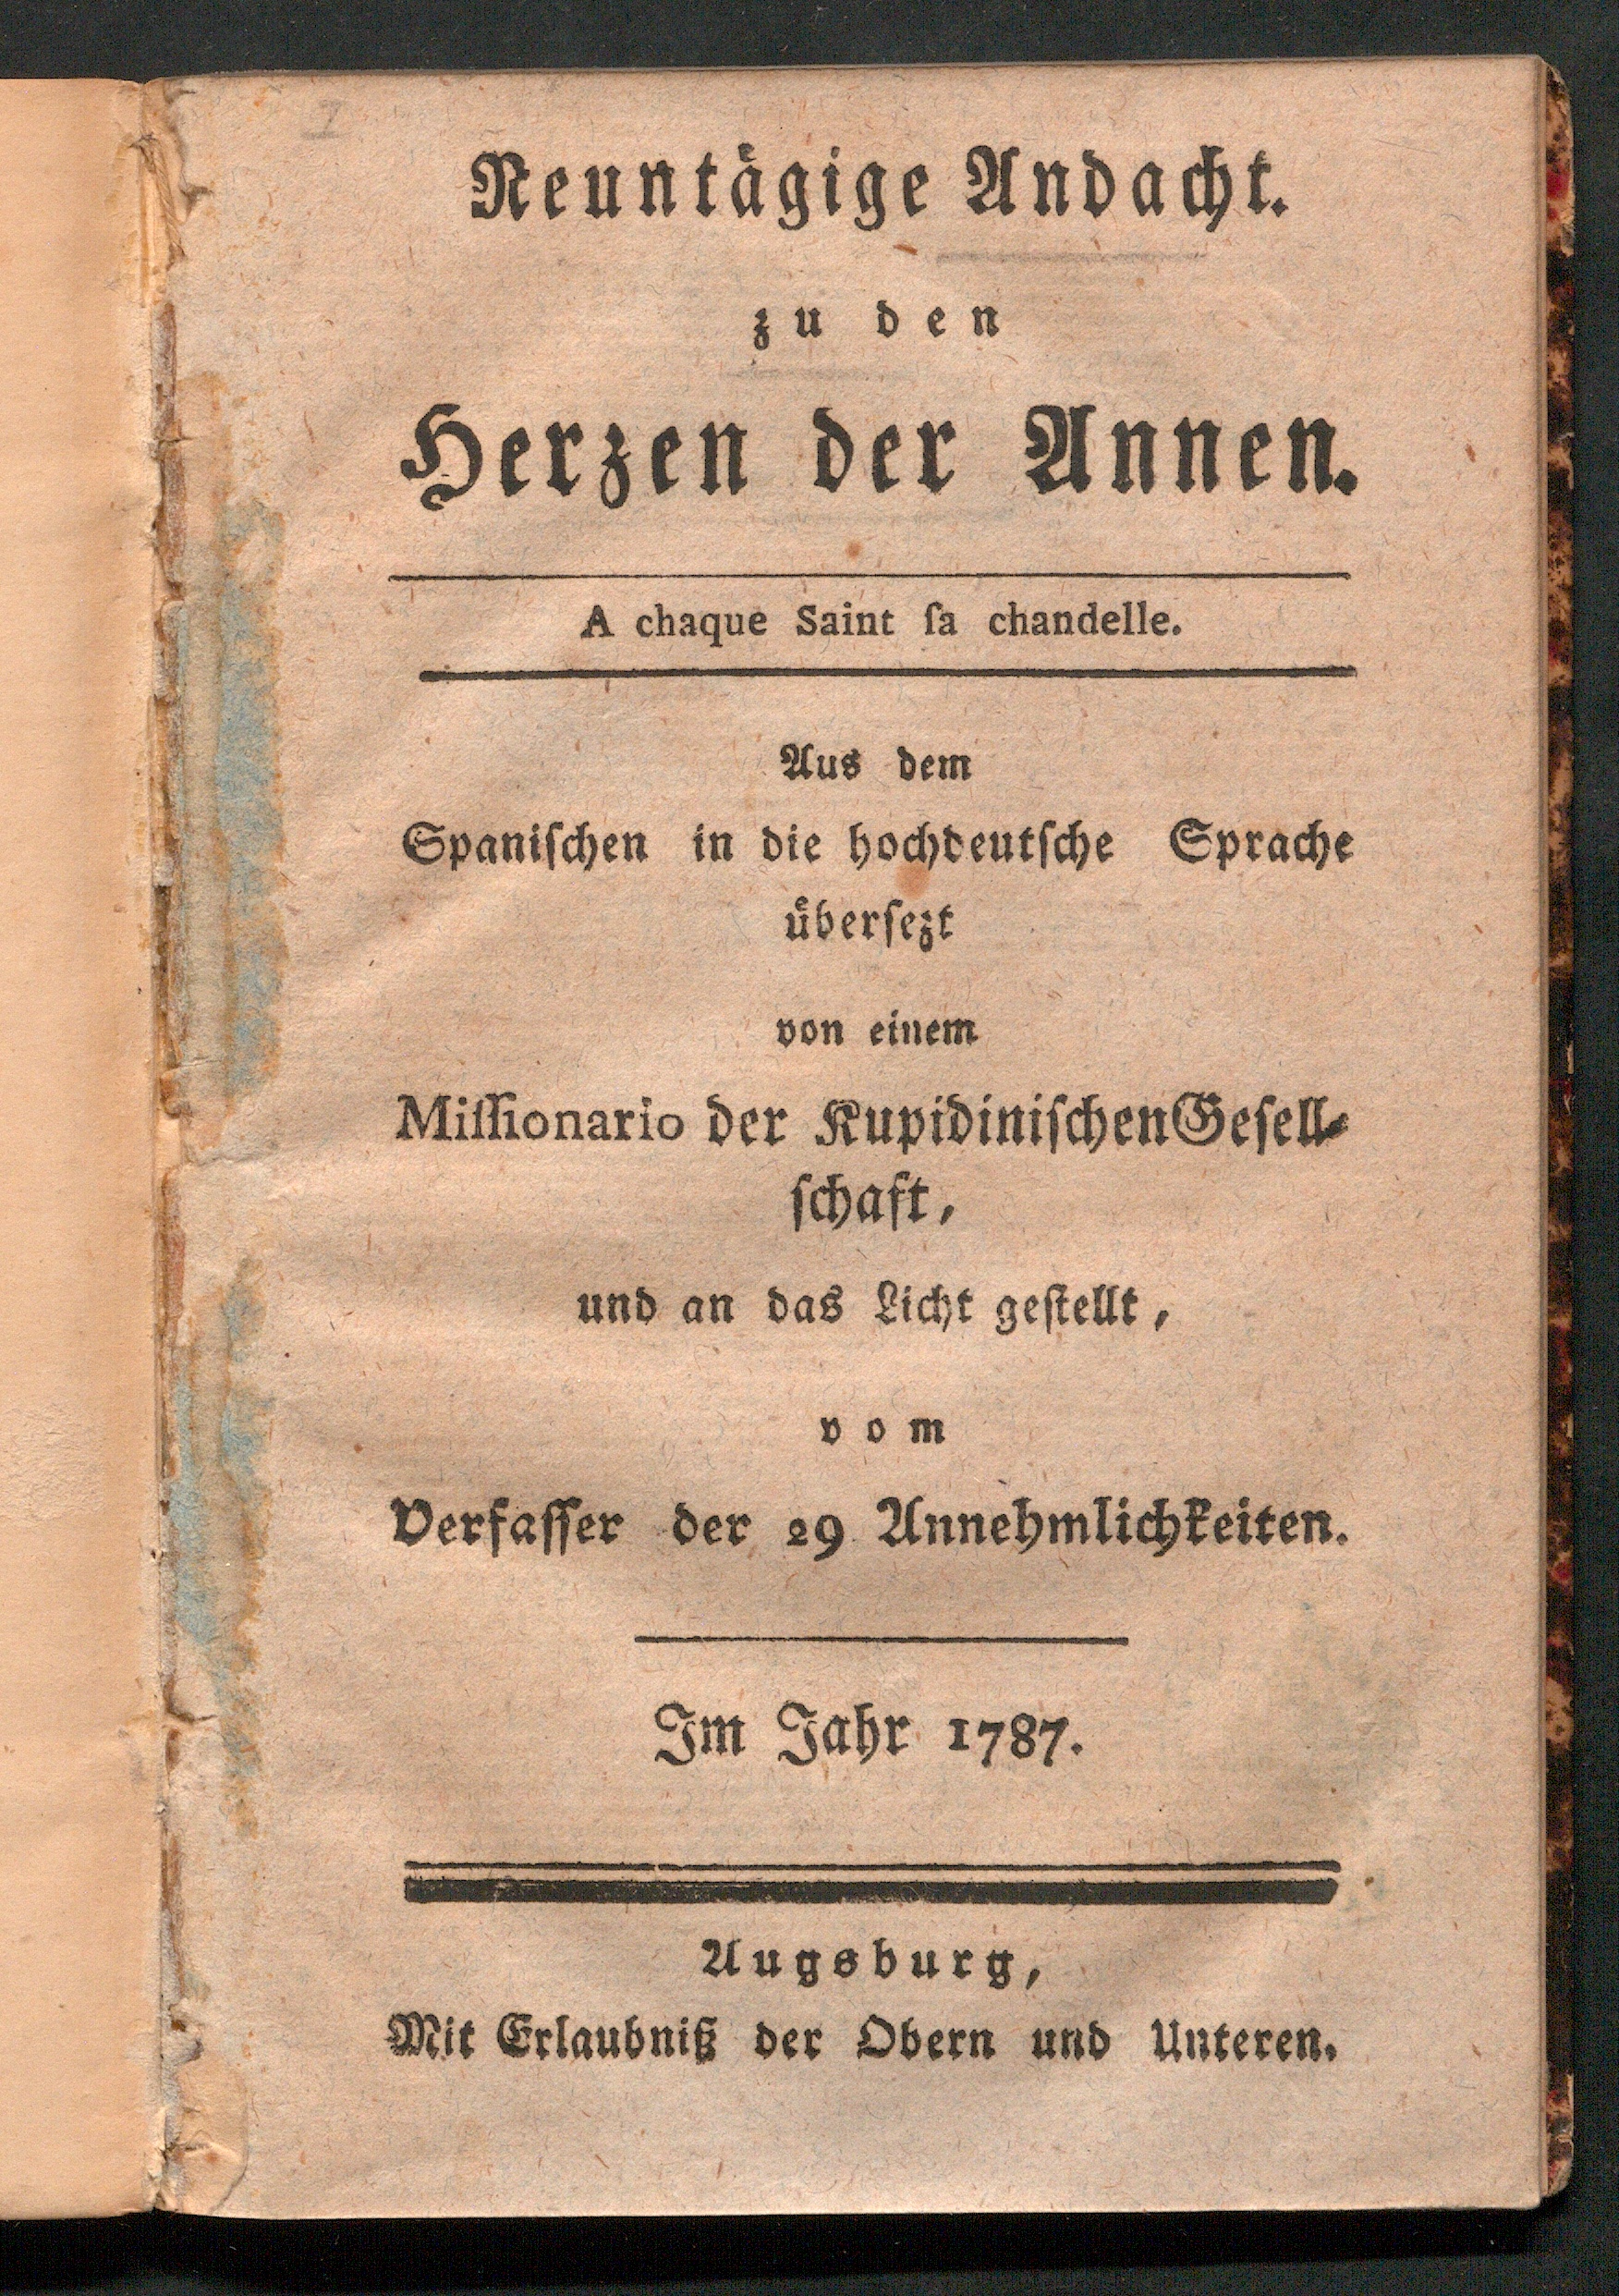 Neuntägige Andacht.
zu den
Herzen der Annen.
A chaque Saint ſa chandelle.
Aus dem
Spaniſchen in die hochdeutſche Sprache
überſezt
von einem
Miſſionario der Kupidiniſchen Geſell⸗
ſchaft,
und an das Licht geſtellt,
vom
Verfaſſer der 29 Annehmlichkeiten.
Im Jahr 1787.
Augsburg,
Mit Erlaubniß der Obern und Unteren.